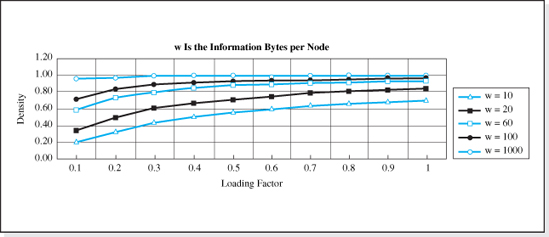 w Is the Information Bytes per Node
1.20
1.00
0.80
0.60
0.40
0.20
0.00
Density
0.1 0.2 0.3 0.4 0.5 0.6 0.7 0.8 0.9 1
Loading Factor
w = 10
w = 20
w = 60
w = 100
w = 1000